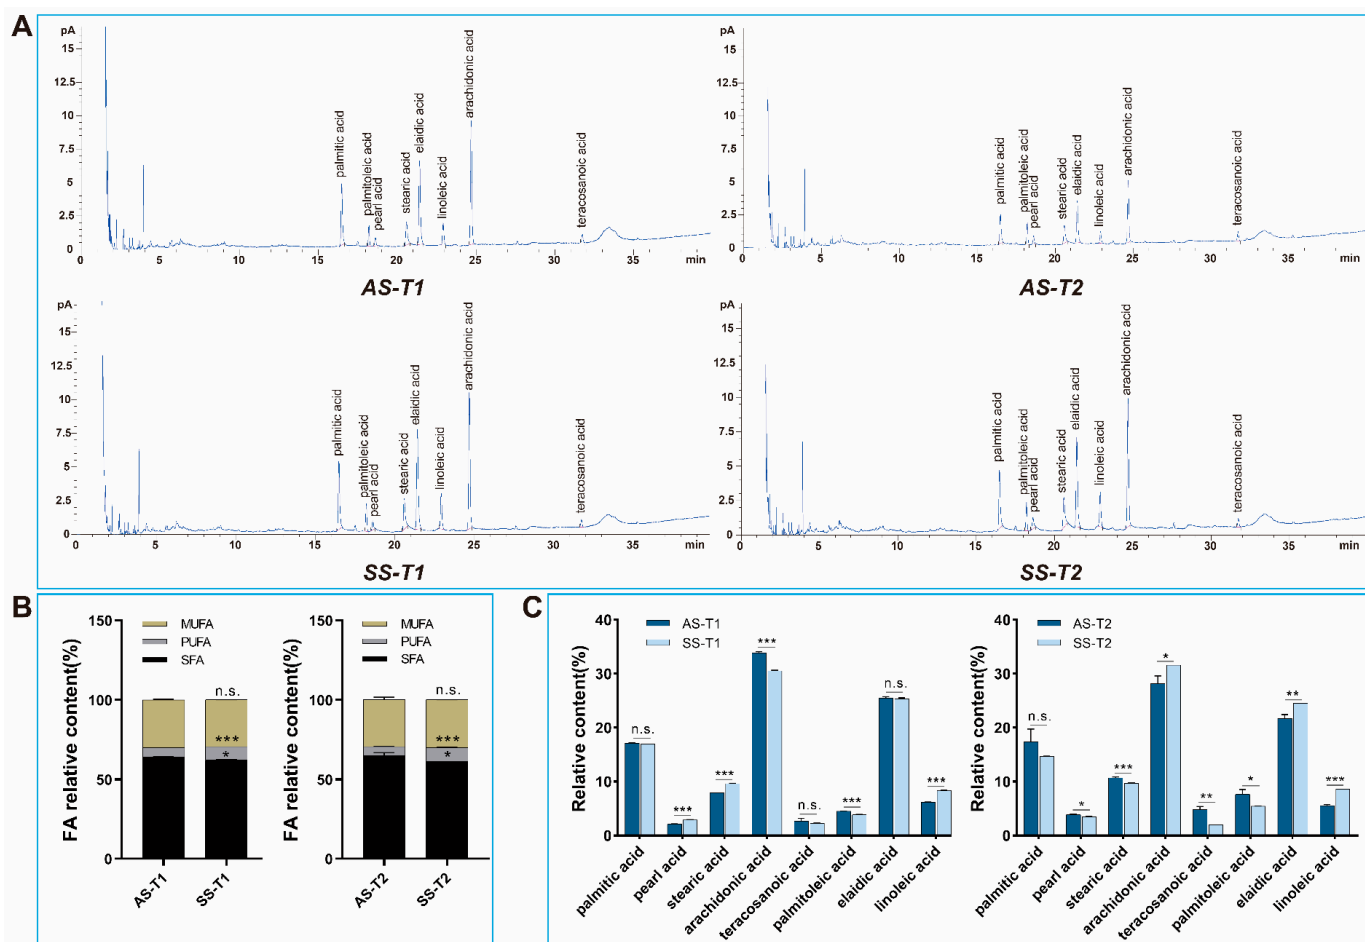 A
pA
15
12.5
10
7.5
5
2.5
0
0
5
10
15
20
25
30
35
min
palmitic acid
palmitoleic acid
pearl acid
stearic acid
elaidic acid
linoleic acid
arachidonic acid
teracosanoic acid
AS-T1
pA
15
12.5
10
7.5
5
2.5
0
0
5
10
15
20
25
30
35
min
palmitic acid
palmitoleic acid
pearl acid
stearic acid
elaidic acid
linoleic acid
arachidonic acid
teracosanoic acid
AS-T2
pA
15
12.5
10
7.5
5
2.5
0
0
5
10
15
20
25
30
35
min
palmitic acid
palmitoleic acid
pearl acid
stearic acid
elaidic acid
linoleic acid
arachidonic acid
teracosanoic acid
SS-T1
pA
15
12.5
10
7.5
5
2.5
0
0
5
10
15
20
25
30
35
min
palmitic acid
palmitoleic acid
pearl acid
stearic acid
elaidic acid
linoleic acid
arachidonic acid
teracosanoic acid
SS-T2
B
FA relative content(%)
150
100
50
0
MUFA
PUFA
SFA
n.s.
***
*
AS-T1
SS-T1
FA relative content(%)
150
100
50
0
MUFA
PUFA
SFA
n.s.
***
*
AS-T2
SS-T2
C
Relative content(%)
40
30
20
10
0
AS-T1
SS-T1
n.s.
***
***
***
n.s.
***
n.s.
***
palmitic acid
pearl acid
stearic acid
arachidonic acid
teracosanoic acid
palmitoleic acid
elaidic acid
linoleic acid
Relative content(%)
40
30
20
10
0
AS-T2
SS-T2
n.s.
*
***
*
**
*
**
***
palmitic acid
pearl acid
stearic acid
arachidonic acid
teracosanoic acid
palmitoleic acid
elaidic acid
linoleic acid